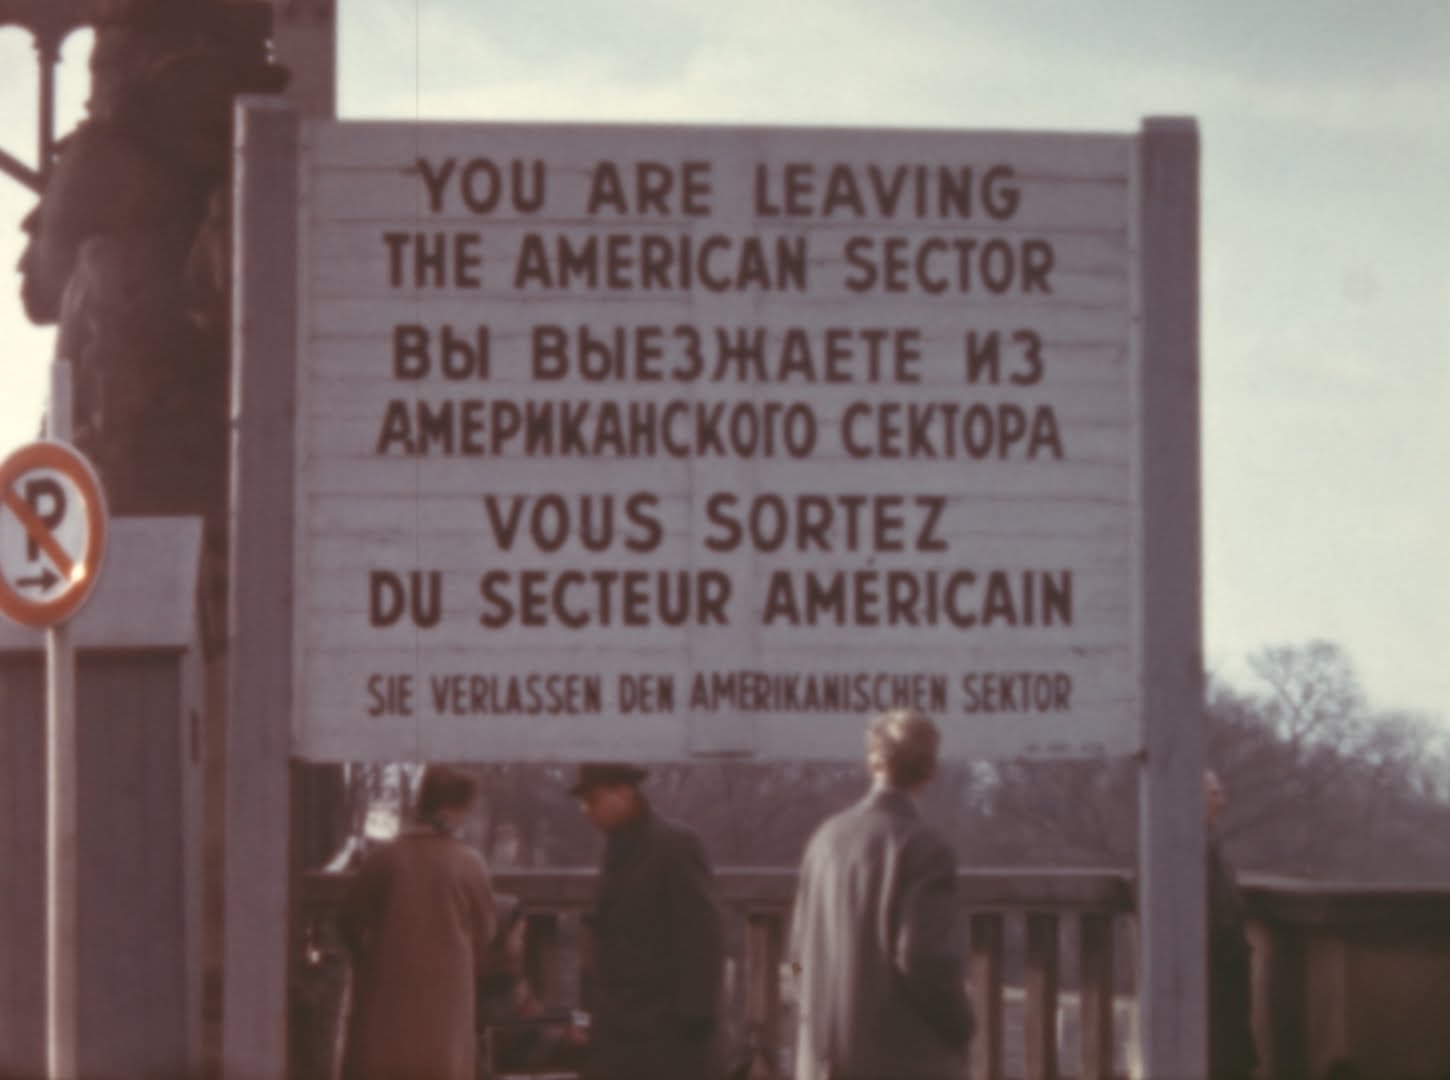 YOU ARE LEAVING
THE AMERICAN SECTOR
ВЫ ВЫЕЗЖАЕТЕ ИЗ
АМЕРИКАНСКОГО СЕКТОРА
VOUS SORTEZ
DU SECTEUR AMÉRICAIN
SIE VERLASSEN DEN AMERIKANISCHEN SEKTOR
P